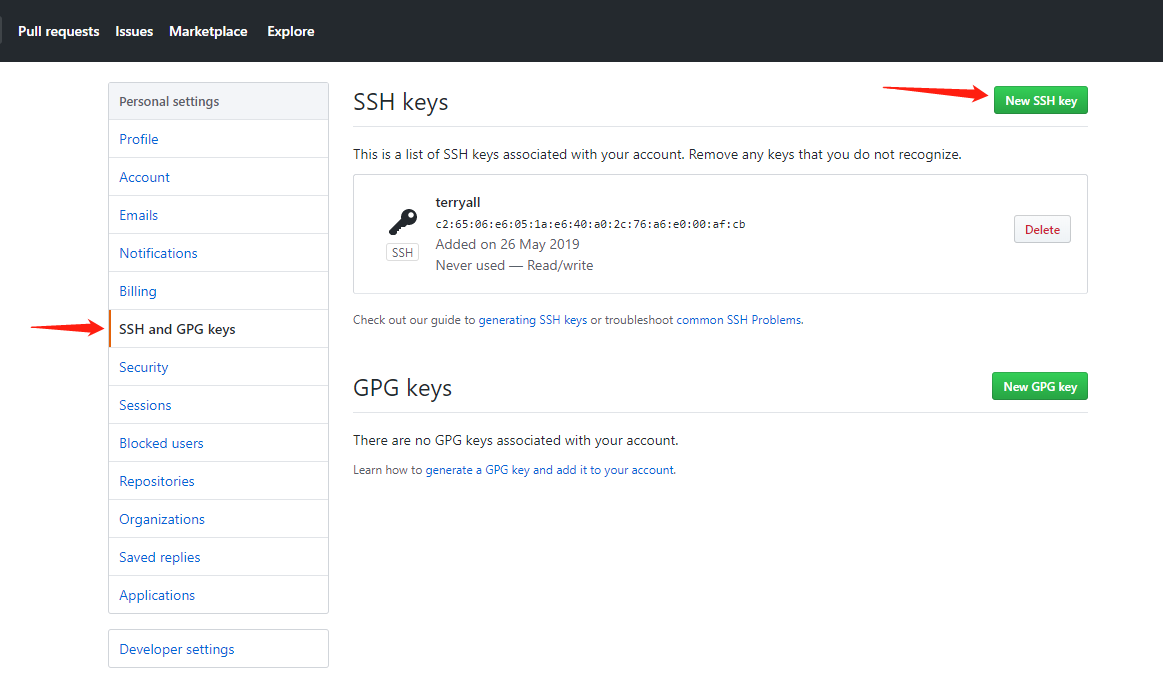 Pull requests Issues Marketplace Explore
Personal settings
Profile
Account
Emails
Notifications
Billing
SSH and GPG keys
Security
Sessions
Blocked users
Repositories
Organizations
Saved replies
Applications
Developer settings
SSH keys
New SSH key
This is a list of SSH keys associated with your account. Remove any keys that you do not recognize.
SSH
terryall
c2:65:06:e6:05:1a:e6:40:a0:2c:76:a6:e0:00:af:cb
Added on 26 May 2019
Never used — Read/write
Delete
Check out our guide to generating SSH keys or troubleshoot common SSH Problems.
GPG keys
New GPG key
There are no GPG keys associated with your account.
Learn how to generate a GPG key and add it to your account.